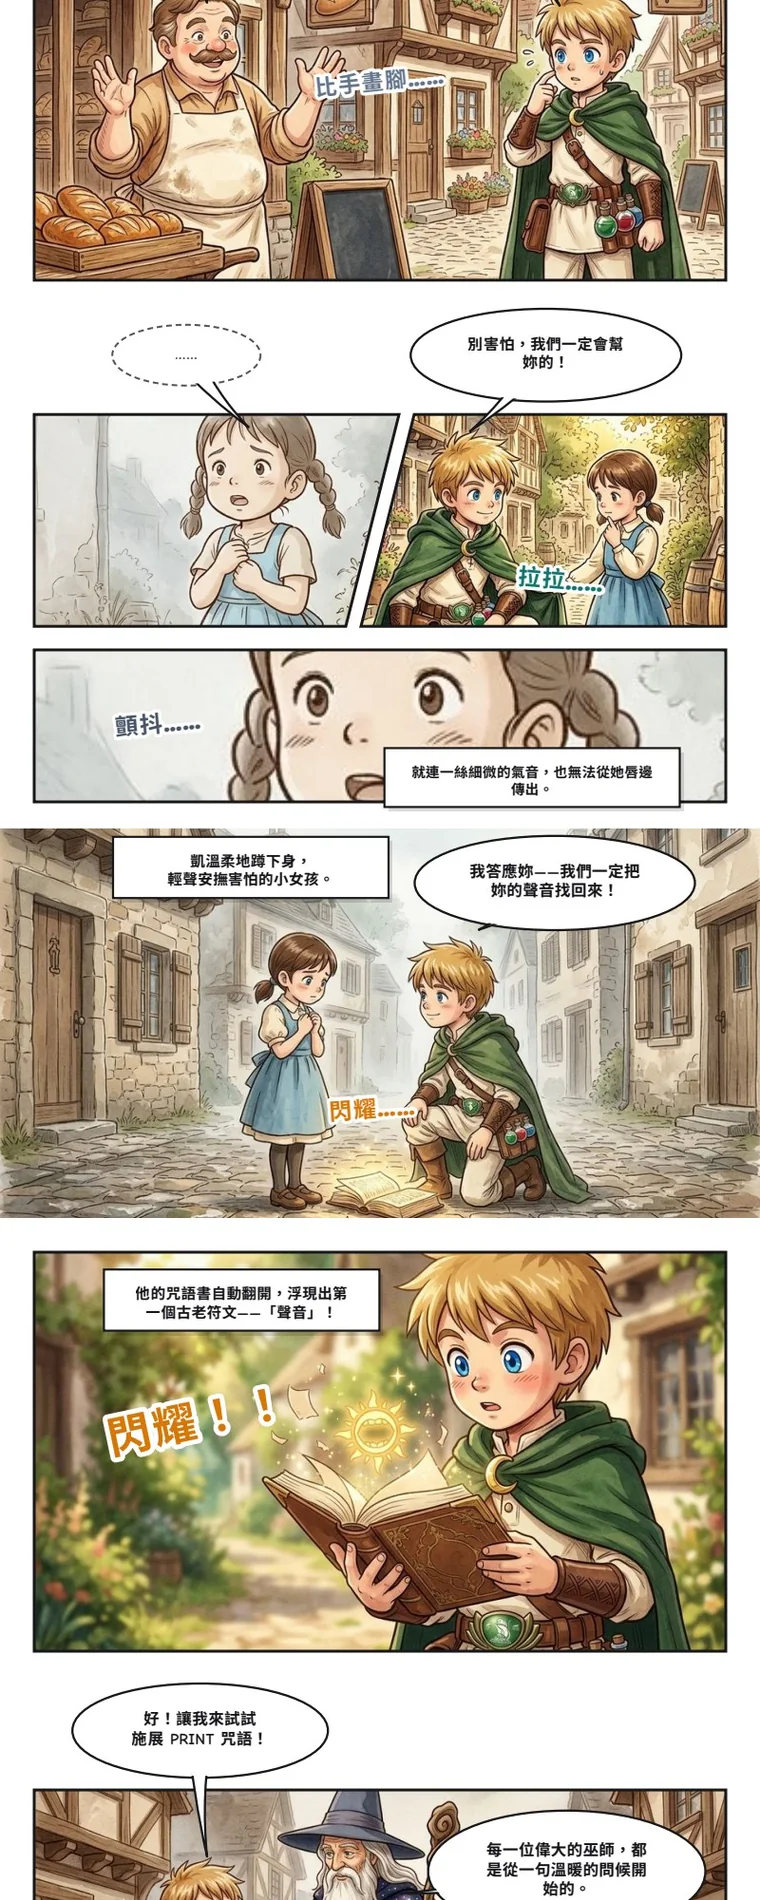 比手畫腳……
……
別害怕，我們一定會幫
妳的！
拉拉……
顫抖……
就連一絲細微的氣音，也無法從她唇邊
傳出。
凱溫柔地蹲下身，
輕聲安撫害怕的小女孩。
我答應妳——我們一定把
妳的聲音找回來！
閃耀……
他的咒語書自動翻開，浮現出第
一個古老符文——「聲音」！
閃耀！！
好！讓我來試試
施展 PRINT 咒語！
每一位偉大的巫師，都
是從一句溫暖的問候開
始的。